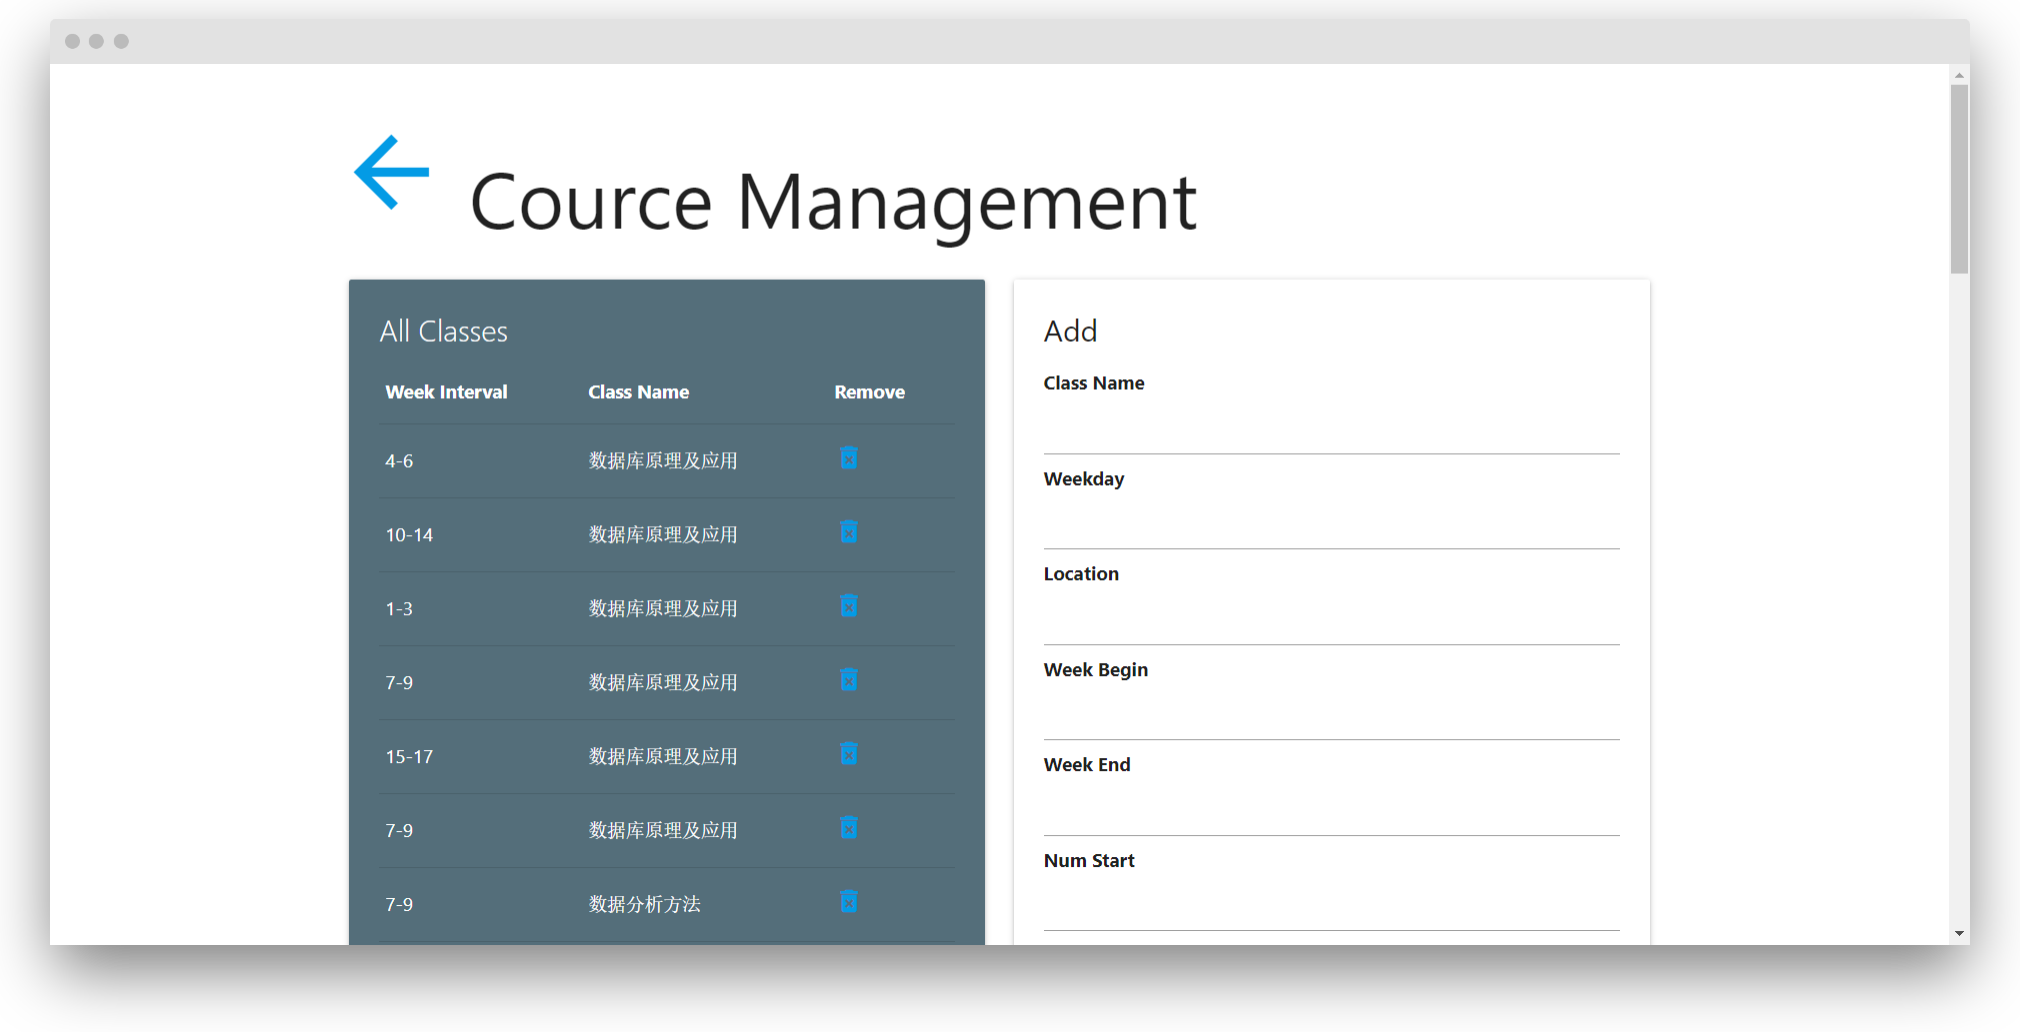 Cource Management
All Classes
Week Interval Class Name Remove
4-6 数据库原理及应用
10-14 数据库原理及应用
1-3 数据库原理及应用
7-9 数据库原理及应用
15-17 数据库原理及应用
7-9 数据库原理及应用
7-9 数据分析方法
Add
Class Name
Weekday
Location
Week Begin
Week End
Num Start